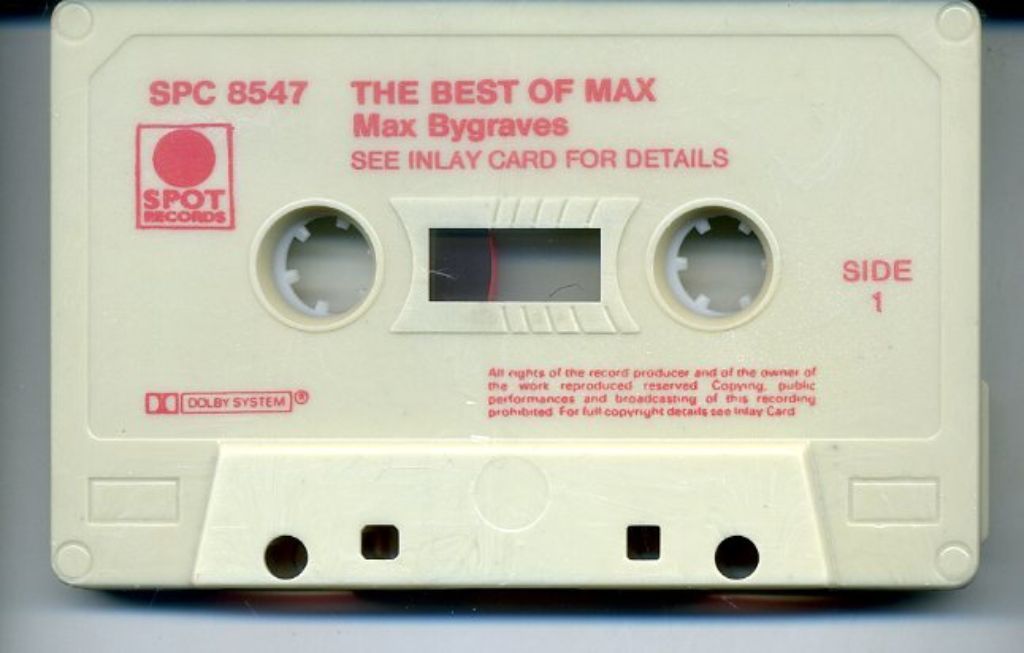 SPC 8547
THE BEST OF MAX
Max Bygraves
SEE INLAY CARD FOR DETAILS
SPOT
RECORDS
SIDE
1
All rights of the record producer and of the owner of
the work reproduced reserved Copying, public
performances and broadcasting of this recording
prohibited. For full copyright details see Inlay Card
DOLBY SYSTEM ®